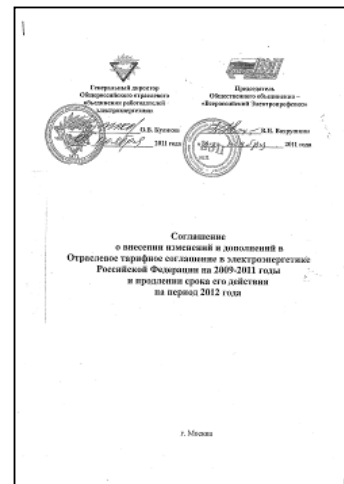 Генеральный директор
Общероссийского отраслевого
объединения работодателей
электроэнергетики
О.В. Куликов
2011 года
Председатель
Общественного объединения –
«Всероссийский Электропрофсоюз»
В.Н. Вахрушкин
2011 года
Соглашение
о внесении изменений и дополнений в
Отраслевое тарифное соглашение в электроэнергетике
Российской Федерации на 2009-2011 годы
и продлении срока его действия
на период 2012 года
г. Москва